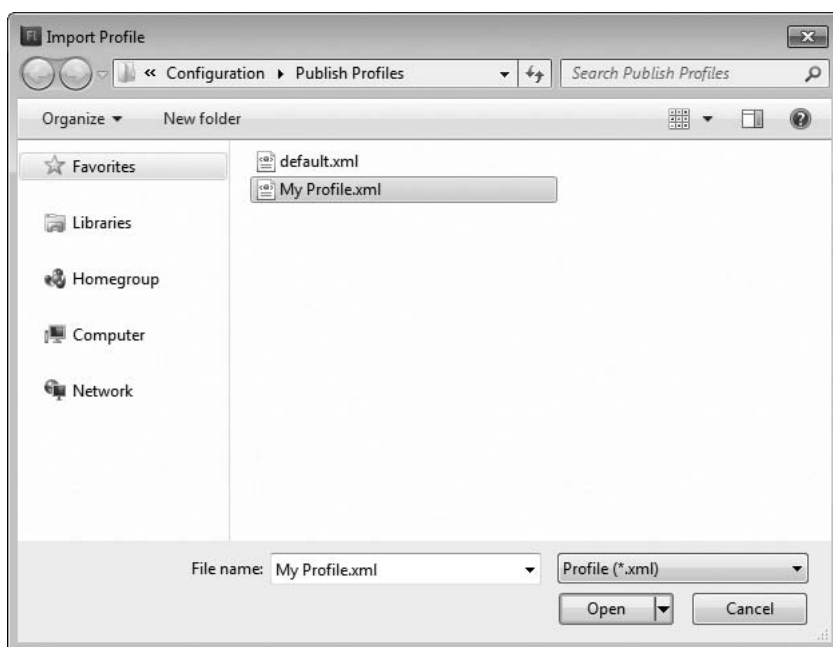 FL Import Profile
« Configuration ▸ Publish Profiles Search Publish Profiles
Organize New folder
Favorites
Libraries
Homegroup
Computer
Network
default.xml
My Profile.xml
File name: My Profile.xml Profile (*.xml)
Open Cancel